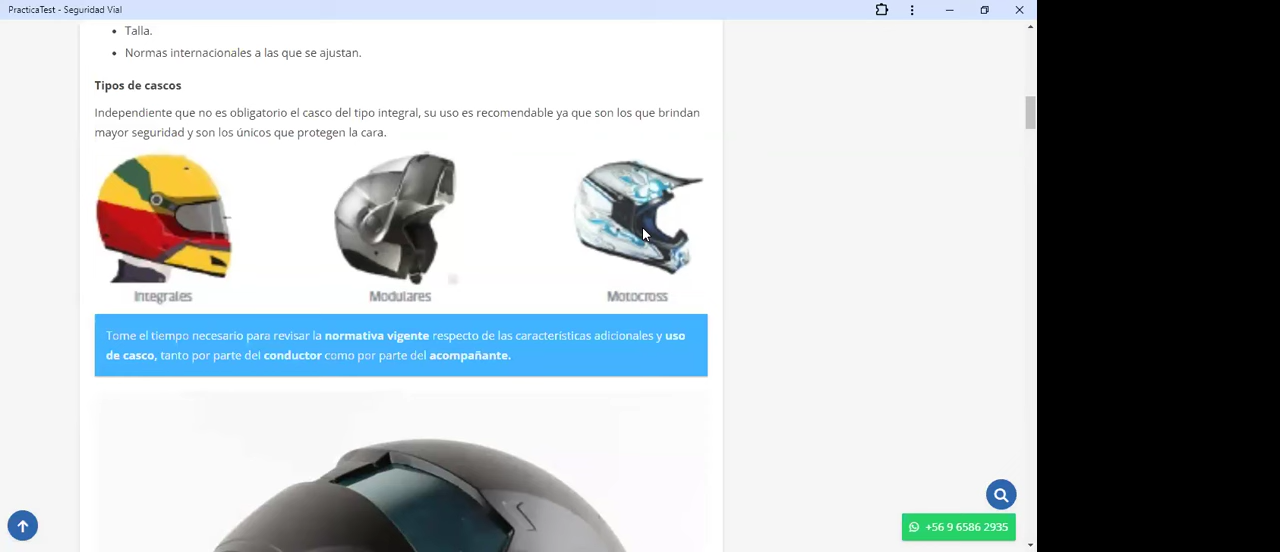 PracticaTest - Seguridad Vial
Talla.
Normas internacionales a las que se ajustan.
Tipos de cascos
Independiente que no es obligatorio el casco del tipo integral, su uso es recomendable ya que son los que brindan
mayor seguridad y son los únicos que protegen la cara.
Integrales
Modulares
Motocross
Tome el tiempo necesario para revisar la normativa vigente respecto de las características adicionales y uso
de casco, tanto por parte del conductor como por parte del acompañante.
+56 9 6586 2935